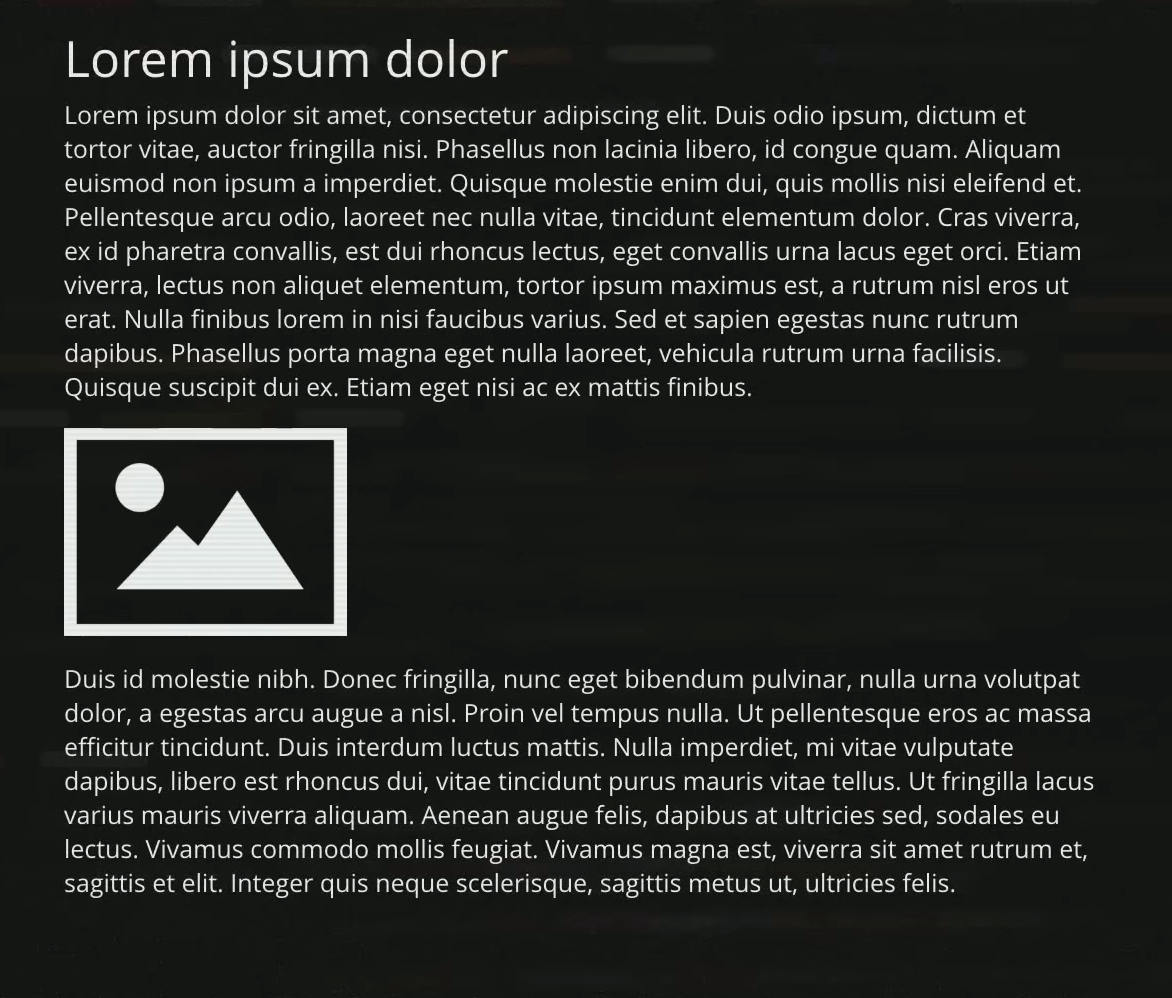 Lorem ipsum dolor
Lorem ipsum dolor sit amet, consectetur adipiscing elit. Duis odio ipsum, dictum et
tortor vitae, auctor fringilla nisi. Phasellus non lacinia libero, id congue quam. Aliquam
euismod non ipsum a imperdiet. Quisque molestie enim dui, quis mollis nisi eleifend et.
Pellentesque arcu odio, laoreet nec nulla vitae, tincidunt elementum dolor. Cras viverra,
ex id pharetra convallis, est dui rhoncus lectus, eget convallis urna lacus eget orci. Etiam
viverra, lectus non aliquet elementum, tortor ipsum maximus est, a rutrum nisl eros ut
erat. Nulla finibus lorem in nisi faucibus varius. Sed et sapien egestas nunc rutrum
dapibus. Phasellus porta magna eget nulla laoreet, vehicula rutrum urna facilisis.
Quisque suscipit dui ex. Etiam eget nisi ac ex mattis finibus.
Duis id molestie nibh. Donec fringilla, nunc eget bibendum pulvinar, nulla urna volutpat
dolor, a egestas arcu augue a nisl. Proin vel tempus nulla. Ut pellentesque eros ac massa
efficitur tincidunt. Duis interdum luctus mattis. Nulla imperdiet, mi vitae vulputate
dapibus, libero est rhoncus dui, vitae tincidunt purus mauris vitae tellus. Ut fringilla lacus
varius mauris viverra aliquam. Aenean augue felis, dapibus at ultricies sed, sodales eu
lectus. Vivamus commodo mollis feugiat. Vivamus magna est, viverra sit amet rutrum et,
sagittis et elit. Integer quis neque scelerisque, sagittis metus ut, ultricies felis.